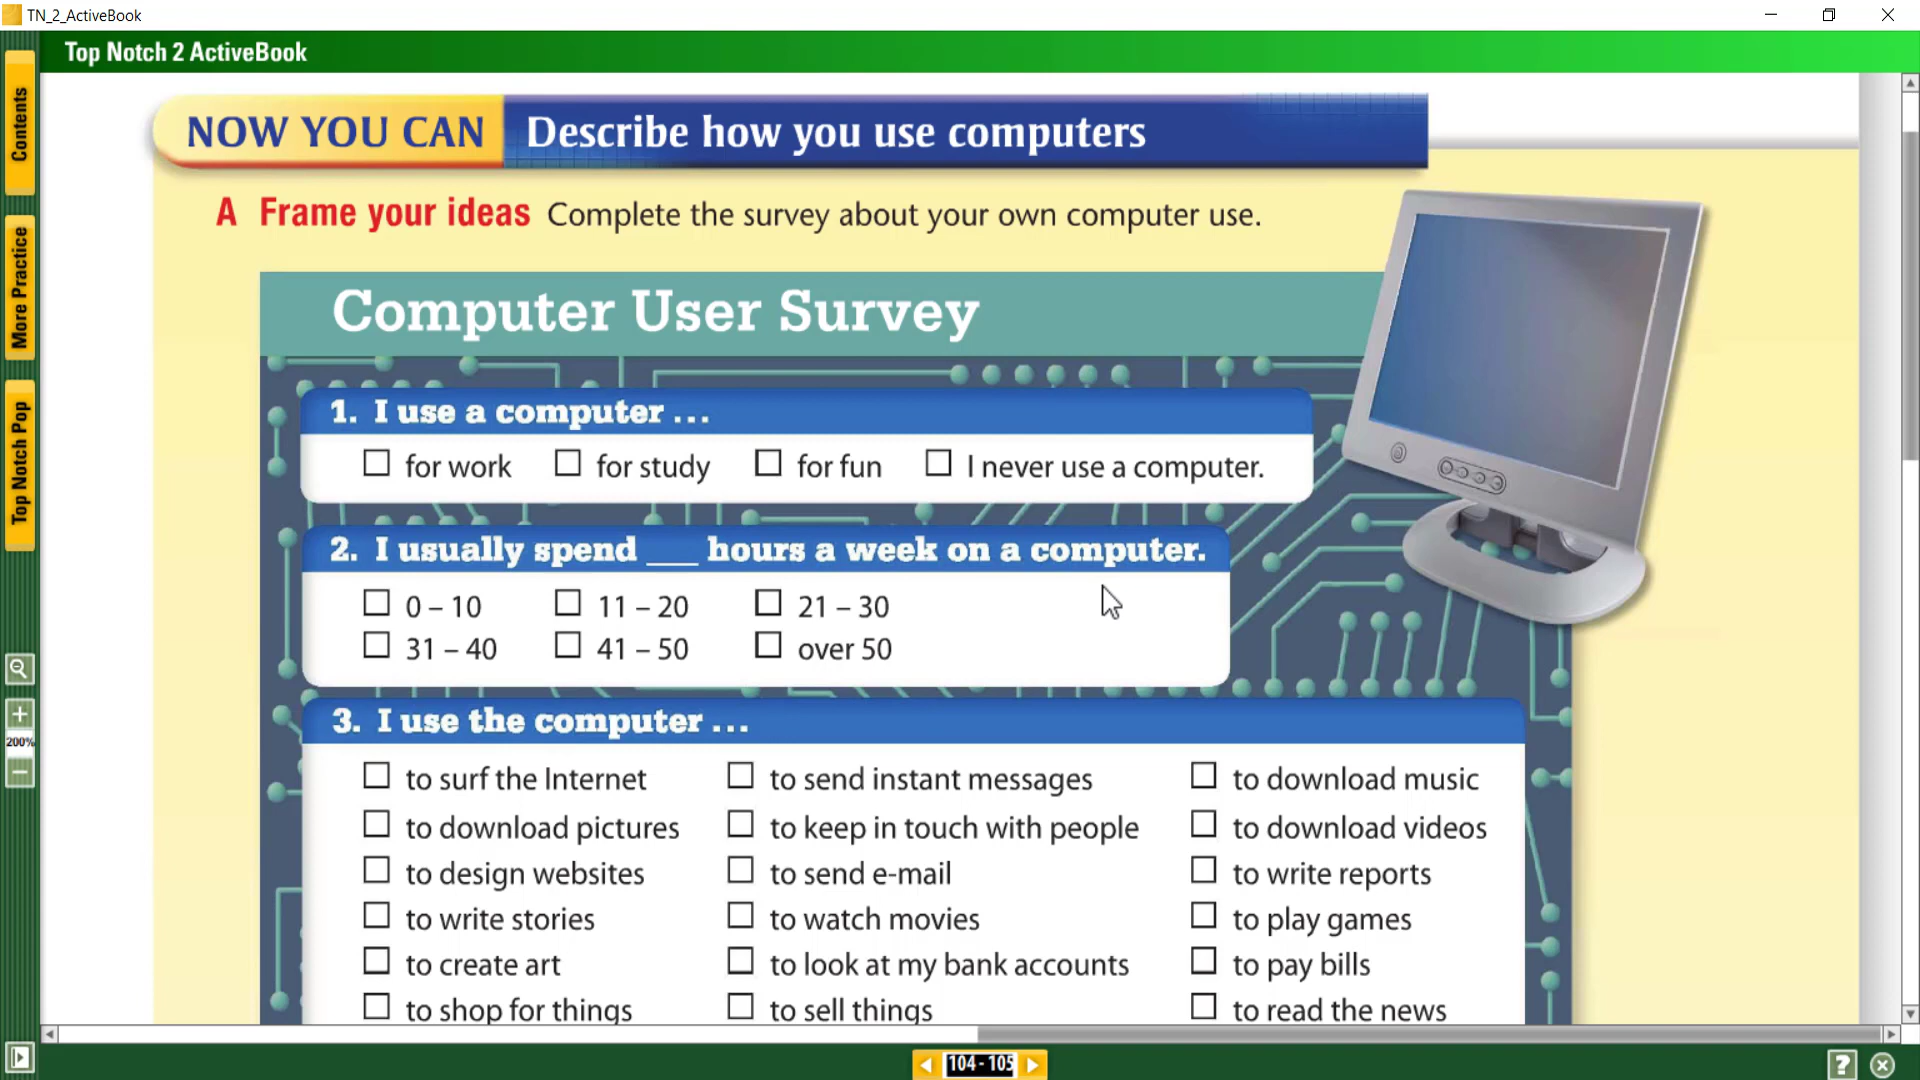 TN_2_ActiveBook
Top Notch 2 ActiveBook
Contents
More Practice
Top Notch Pop
200%
NOW YOU CAN Describe how you use computers
A Frame your ideas Complete the survey about your own computer use.
Computer User Survey
1. I use a computer ...
for work for study for fun I never use a computer.
2. I usually spend ___ hours a week on a computer.
0 – 10 11 – 20 21 – 30
31 – 40 41 – 50 over 50
3. I use the computer ...
to surf the Internet to send instant messages to download music
to download pictures to keep in touch with people to download videos
to design websites to send e-mail to write reports
to write stories to watch movies to play games
to create art to look at my bank accounts to pay bills
to shop for things to sell things to read the news
104 - 105
?